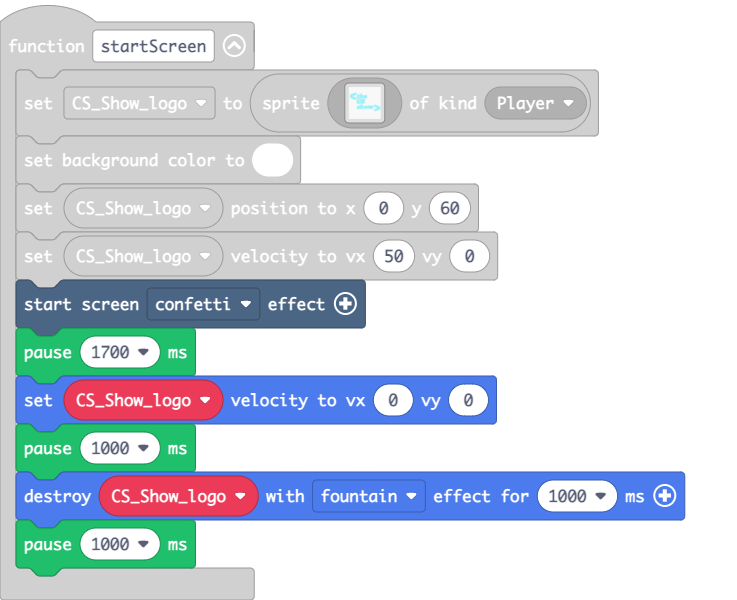 function startScreen
set CS_Show_logo to sprite of kind Player
set background color to
set CS_Show_logo position to x 0 y 60
set CS_Show_logo velocity to vx 50 vy 0
start screen confetti effect
pause 1700 ms
set CS_Show_logo velocity to vx 0 vy 0
pause 1000 ms
destroy CS_Show_logo with fountain effect for 1000 ms
pause 1000 ms